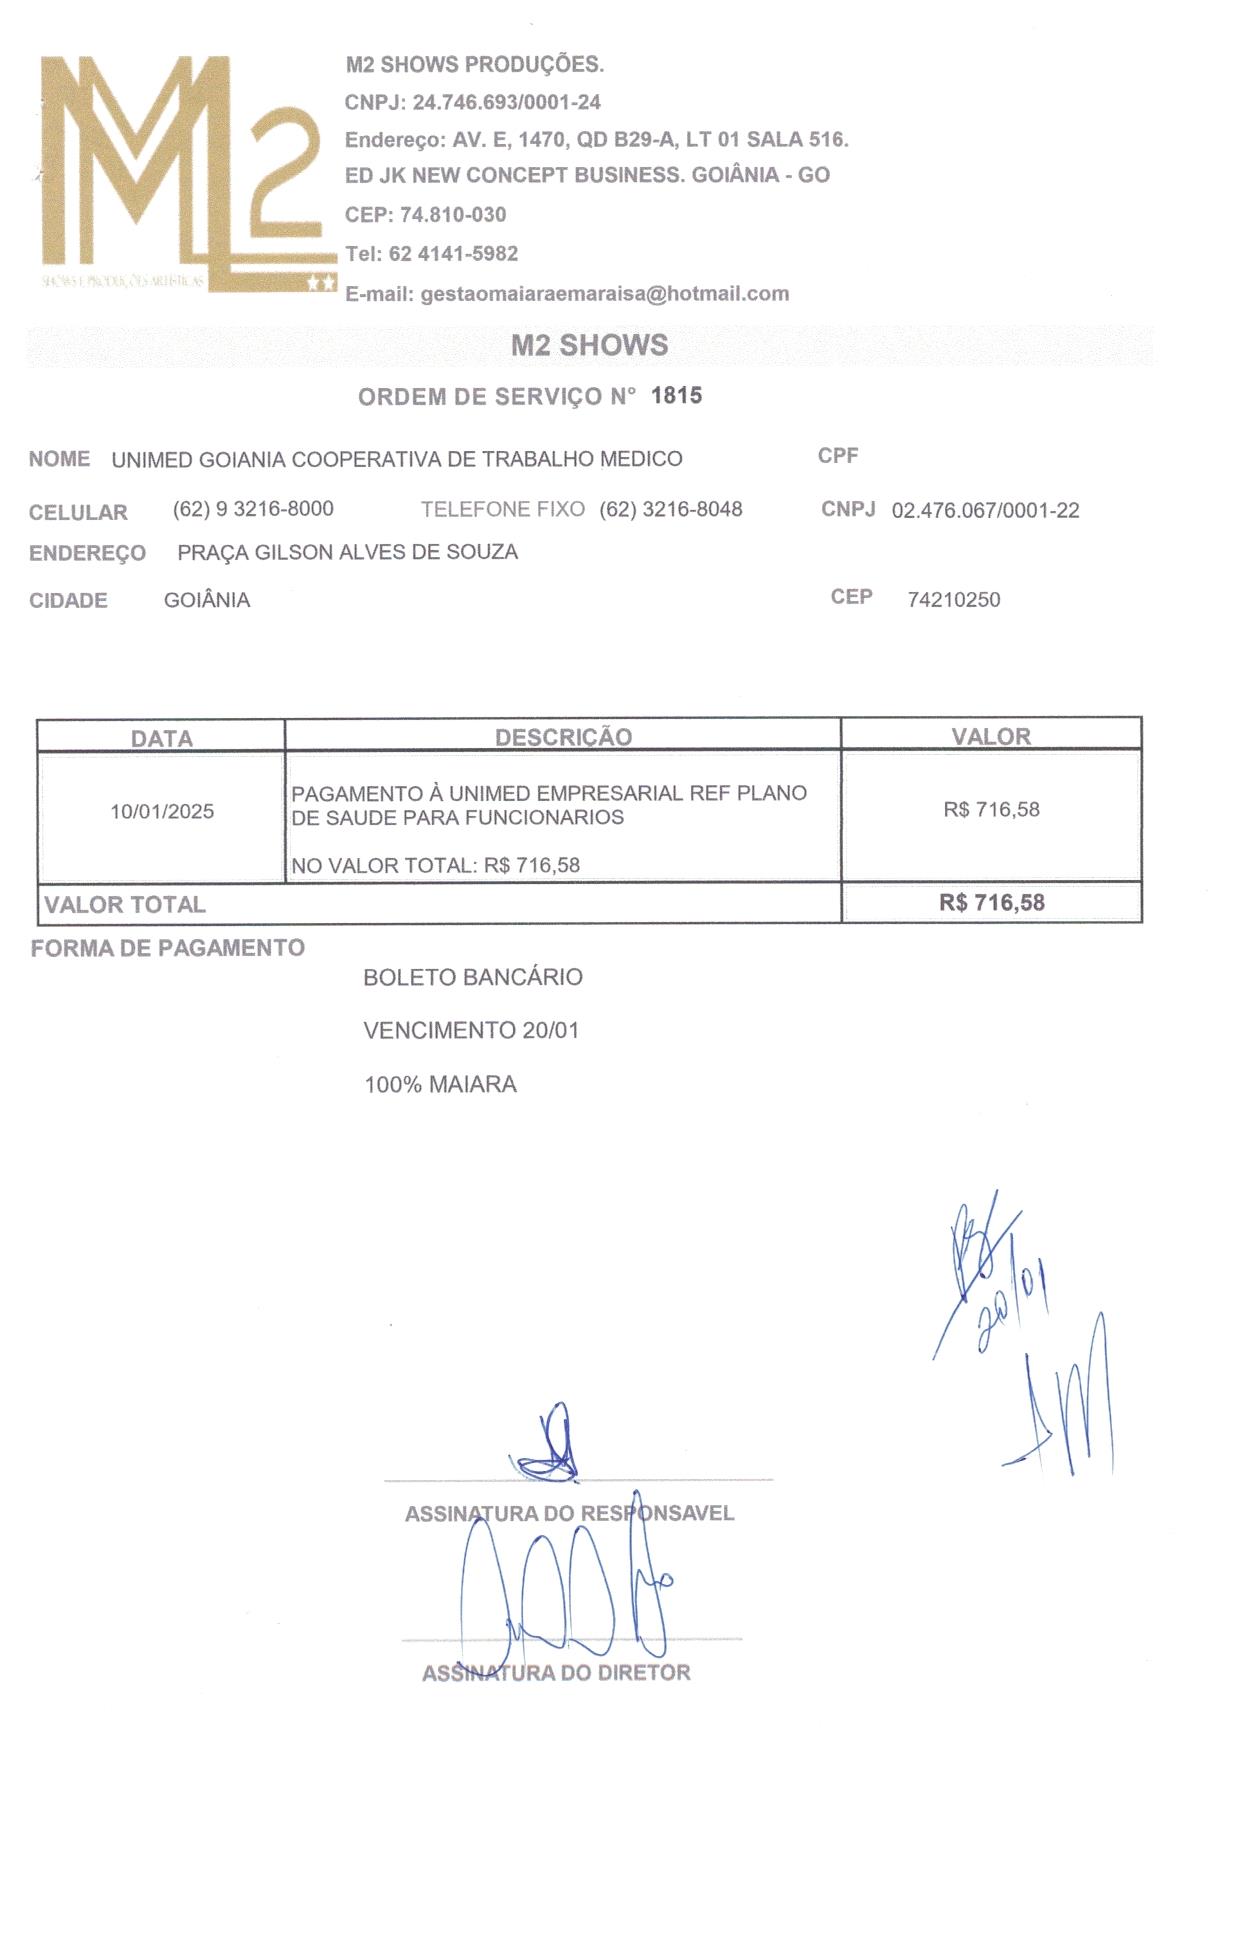 M2
SHOWS E PRODUÇÕES ARTÍSTICAS
M2 SHOWS PRODUÇÕES.
CNPJ: 24.746.693/0001-24
Endereço: AV. E, 1470, QD B29-A, LT 01 SALA 516.
ED JK NEW CONCEPT BUSINESS. GOIÂNIA - GO
CEP: 74.810-030
Tel: 62 4141-5982
E-mail: gestaomaiaraemaraisa@hotmail.com
M2 SHOWS
ORDEM DE SERVIÇO N° 1815
NOME UNIMED GOIANIA COOPERATIVA DE TRABALHO MEDICO CPF
CELULAR (62) 9 3216-8000 TELEFONE FIXO (62) 3216-8048 CNPJ 02.476.067/0001-22
ENDEREÇO PRAÇA GILSON ALVES DE SOUZA
CIDADE GOIÂNIA CEP 74210250
DATA DESCRIÇÃO VALOR
10/01/2025 PAGAMENTO À UNIMED EMPRESARIAL REF PLANO R$ 716,58
DE SAUDE PARA FUNCIONARIOS
NO VALOR TOTAL: R$ 716,58
VALOR TOTAL R$ 716,58
FORMA DE PAGAMENTO
BOLETO BANCÁRIO
VENCIMENTO 20/01
100% MAIARA
20/01
ASSINATURA DO RESPONSAVEL
ASSINATURA DO DIRETOR